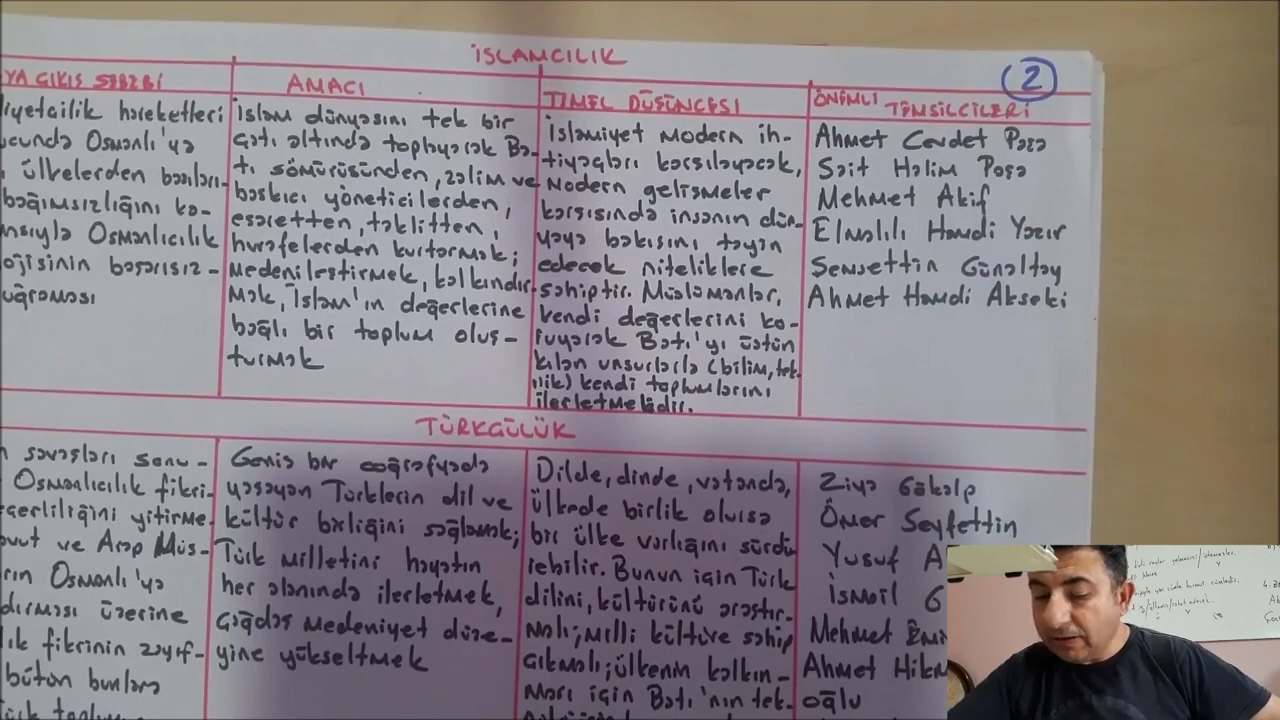 İSLAMCILIK
2
YA ÇIKIŞ SEBEBİ
iyetçilik hareketleri
ucunda Osmanlı'ya
ülkelerden bazıları-
bağımsızlığını ka-
nsıyla Osmanlıcılık
ojisinin başarısız-
uğraması
AMACI
İslam dünyasını tek bir
çatı altında toplayarak Ba-
tı sömürüsünden, zalim ve
baskıcı yöneticilerden,
esaretten, taklitten,
hurafelerden kurtarmak;
medenileştirmek, kalkındır-
mak, İslam'ın değerlerine
bağlı bir toplum oluş-
turmak
TEMEL DÜŞÜNCESİ
İslamiyet modern ih-
tiyaçları karşılayacak,
modern gelişmeler
karşısında insanın dün-
yaya bakışını tayin
edecek niteliklere
sahiptir. Müslümanlar,
kendi değerlerini ko-
ruyarak Batı'yı üstün
kılan unsurlarla (bilim, tek-
nik) kendi toplumlarını
ilerletmelidir.
ÖNEMLİ TEMSİLCİLERİ
Ahmet Cevdet Paşa
Sait Halim Paşa
Mehmet Akif
Elmalılı Hamdi Yazır
Şemsettin Günaltay
Ahmet Hamdi Akseki
TÜRKÇÜLÜK
n savaşları sonu-
Osmanlıcılık fikri-
eçerliliğini yitirme-
avut ve Arap Müs-
rın Osmanlı'ya
dırması üzerine
lık fikrinin zayıf-
bütün bunlara
Geniş bir coğrafyada
yaşayan Türklerin dil ve
kültür birliğini sağlamak;
Türk milletini hayatın
her alanında ilerletmek,
çağdaş medeniyet düze-
yine yükseltmek
Dilde, dinde, vatanda,
ülkede birlik olursa
bir ülke varlığını sürdü
rebilir. Bunun için Türk
dilini, kültürünü araştır-
malı; milli kültüre sahip
çıkmalı; ülkenin kalkın-
ması için Batı'nın tek-
Ziya Gökalp
Ömer Seyfettin
Yusuf A
İsmail G
Mehmet Emi
Ahmet Hikm
oğlu